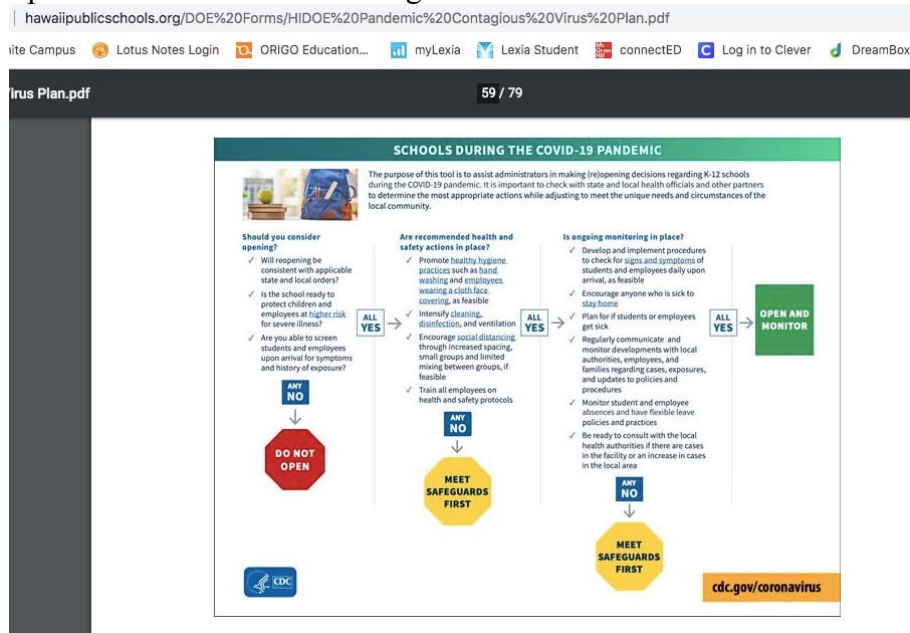 hawaiipublicschools.org/DOE%20Forms/HIDOE%20Pandemic%20Contagious%20Virus%20Plan.pdf
ite Campus Lotus Notes Login ORIGO Education... myLexia Lexia Student connectED Log in to Clever DreamBox
irus Plan.pdf 59 / 79
SCHOOLS DURING THE COVID-19 PANDEMIC
The purpose of this tool is to assist administrators in making (re)opening decisions regarding K-12 schools
during the COVID-19 pandemic. It is important to check with state and local health officials and other partners
to determine the most appropriate actions while adjusting to meet the unique needs and circumstances of the
local community.
Should you consider
opening?
✓ Will reopening be
consistent with applicable
state and local orders?
✓ Is the school ready to
protect children and
employees at higher risk
for severe illness?
✓ Are you able to screen
students and employees
upon arrival for symptoms
and history of exposure?
ANY
NO
DO NOT
OPEN
ALL
YES
Are recommended health and
safety actions in place?
✓ Promote healthy hygiene
practices such as hand
washing and employees
wearing a cloth face
covering, as feasible
✓ Intensify cleaning,
disinfection, and ventilation
✓ Encourage social distancing
through increased spacing,
small groups and limited
mixing between groups, if
feasible
✓ Train all employees on
health and safety protocols
ANY
NO
MEET
SAFEGUARDS
FIRST
ALL
YES
Is ongoing monitoring in place?
✓ Develop and implement procedures
to check for signs and symptoms of
students and employees daily upon
arrival, as feasible
✓ Encourage anyone who is sick to
stay home
✓ Plan for if students or employees
get sick
✓ Regularly communicate and
monitor developments with local
authorities, employees, and
families regarding cases, exposures,
and updates to policies and
procedures
✓ Monitor student and employee
absences and have flexible leave
policies and practices
✓ Be ready to consult with the local
health authorities if there are cases
in the facility or an increase in cases
in the local area
ANY
NO
MEET
SAFEGUARDS
FIRST
ALL
YES
OPEN AND
MONITOR
CDC
cdc.gov/coronavirus